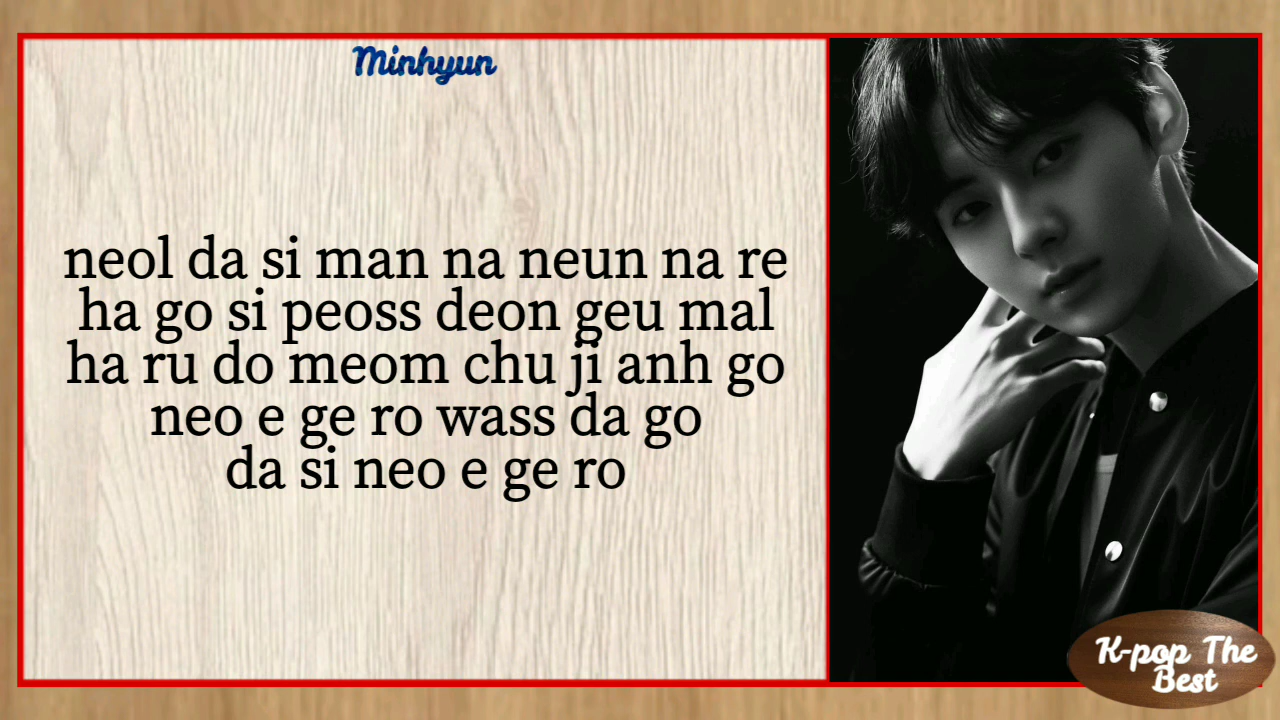 Minhyun
neol da si man na neun na re
ha go si peoss deon geu mal
ha ru do meom chu ji anh go
neo e ge ro wass da go
da si neo e ge ro
K-pop The
Best